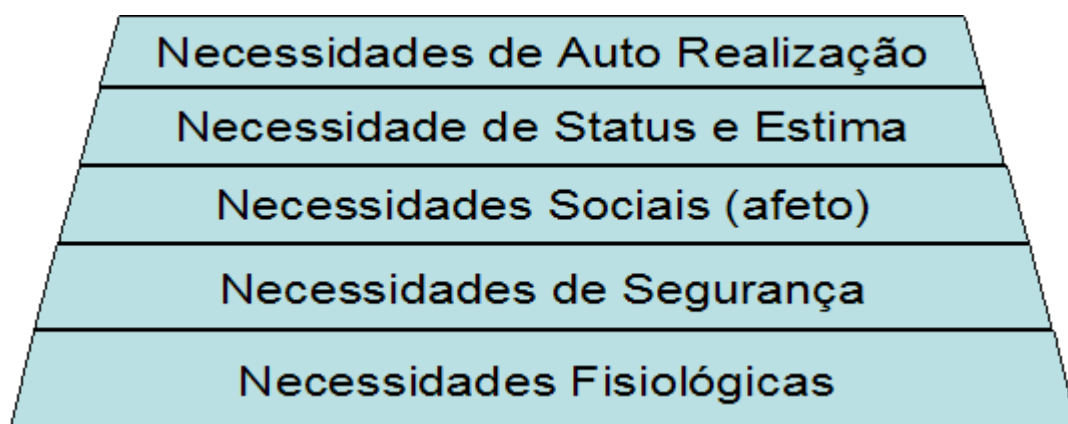 Necessidades de Auto Realização
Necessidade de Status e Estima
Necessidades Sociais (afeto)
Necessidades de Segurança
Necessidades Fisiológicas